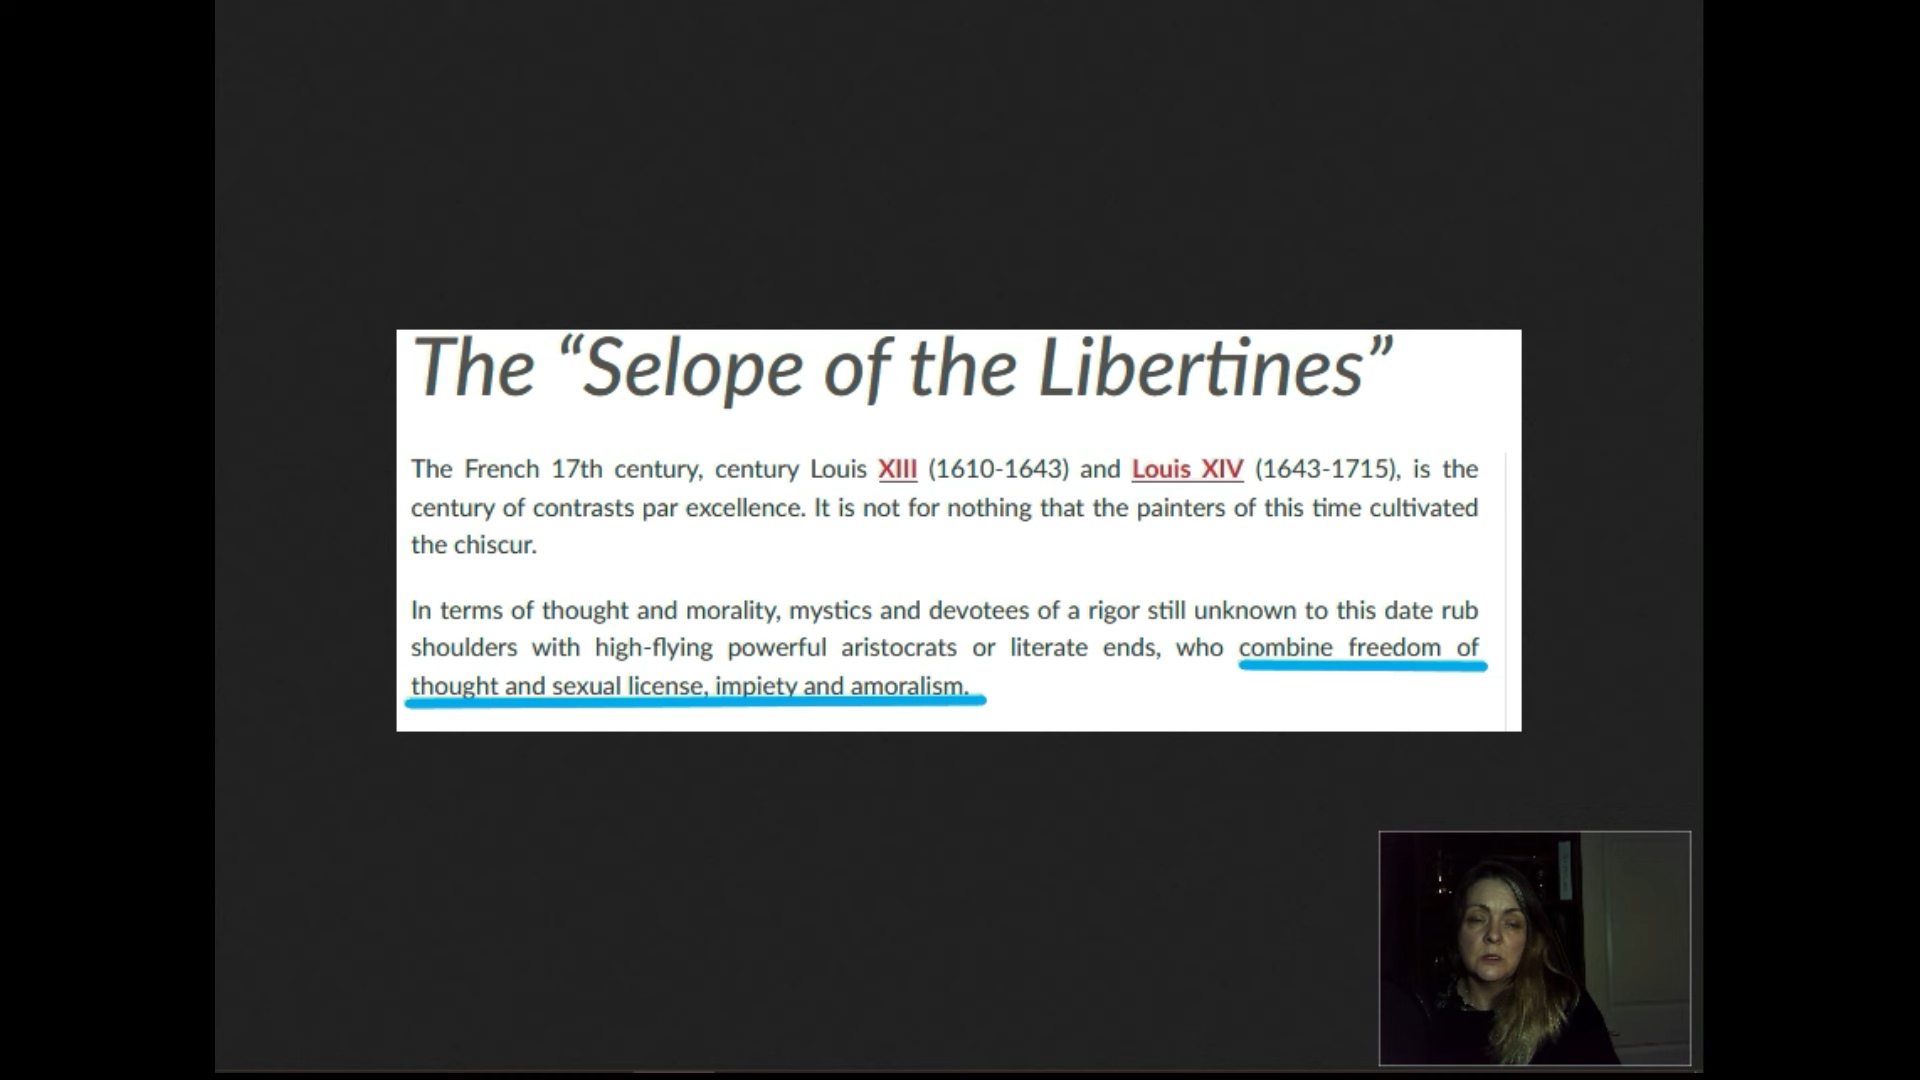 The “Selope of the Libertines”
The French 17th century, century Louis XIII (1610-1643) and Louis XIV (1643-1715), is the
century of contrasts par excellence. It is not for nothing that the painters of this time cultivated
the chiscur.
In terms of thought and morality, mystics and devotees of a rigor still unknown to this date rub
shoulders with high-flying powerful aristocrats or literate ends, who combine freedom of
thought and sexual license, impiety and amoralism.